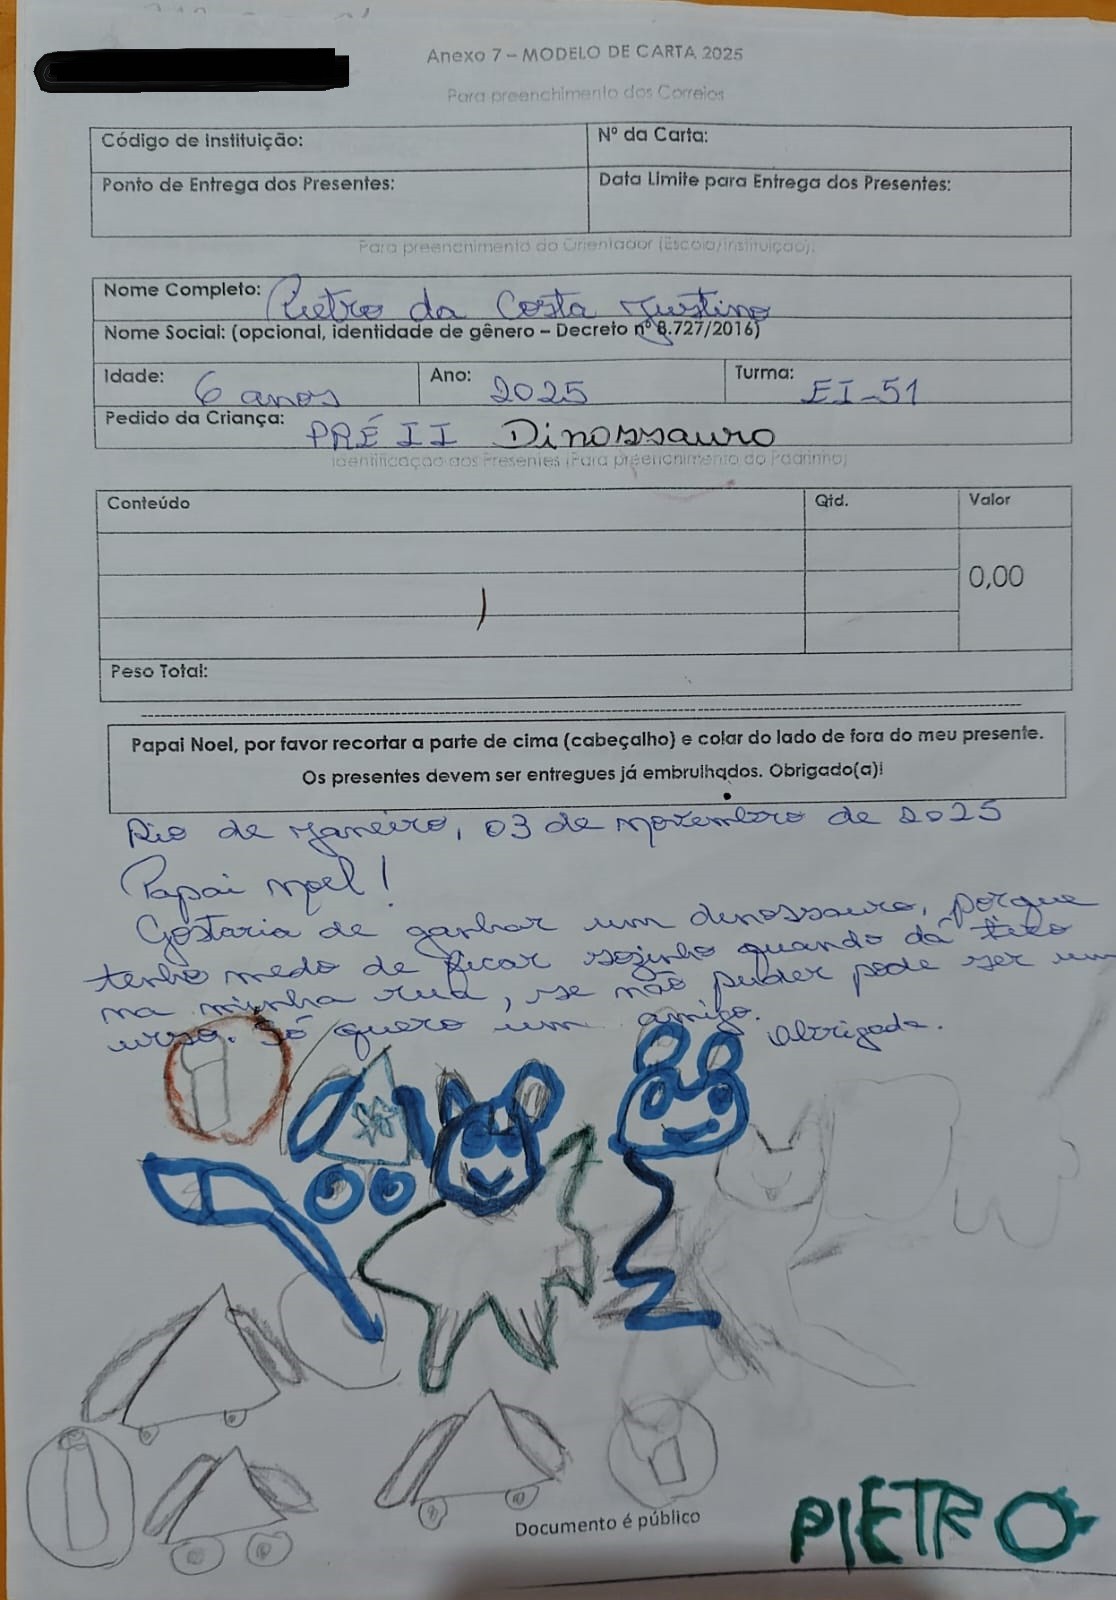 Anexo 7 – MODELO DE CARTA 2025
Para preenchimento dos Correios
Código de Instituição:
Nº da Carta:
Ponto de Entrega dos Presentes:
Data Limite para Entrega dos Presentes:
Para preenchimento do Orientador (Escola/Instituição):
Nome Completo: Pietro da Costa Justino
Nome Social: (opcional, identidade de gênero – Decreto nº 8.727/2016)
Idade: 6 anos
Ano: 2025
Turma: EI-51
Pedido da Criança: PRÉ II Dinossauro
Identificação dos Presentes (Para preenchimento do Padrinho)
Conteúdo
Qtd.
Valor
0,00
Peso Total:
Papai Noel, por favor recortar a parte de cima (cabeçalho) e colar do lado de fora do meu presente.
Os presentes devem ser entregues já embrulhados. Obrigado(a)!
Rio de Janeiro, 03 de novembro de 2025
Papai Noel!
Gostaria de ganhar um dinossauro, porque
tenho medo de ficar sozinho quando dá tiro
na minha rua, se não puder pode ser um
urso. Só quero um amigo. Obrigada.
Documento é público
PIETRO